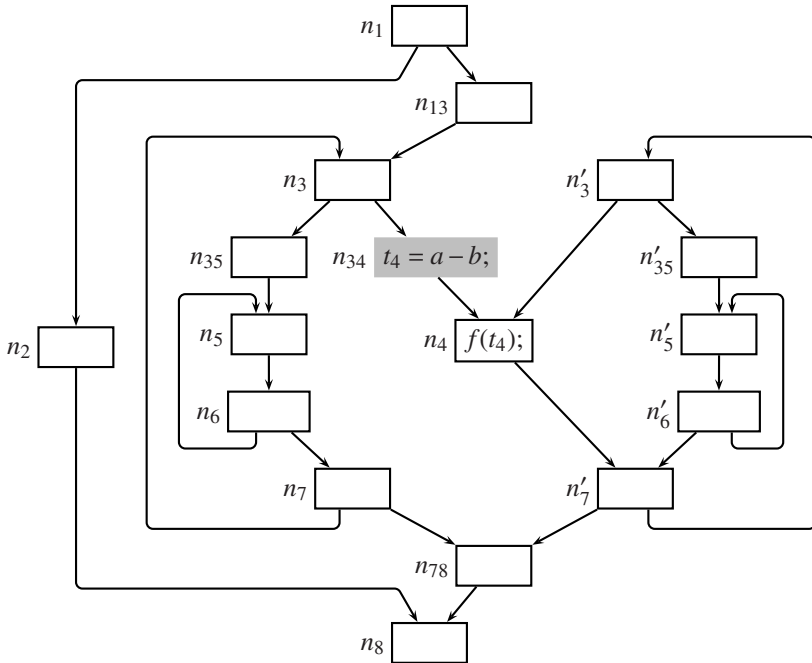 n₁
n₁₃
n₃
n′₃
n₃₅
n₃₄ t₄ = a − b;
n′₃₅
n₂
n₅
n₄ f(t₄);
n′₅
n₆
n′₆
n₇
n′₇
n₇₈
n₈